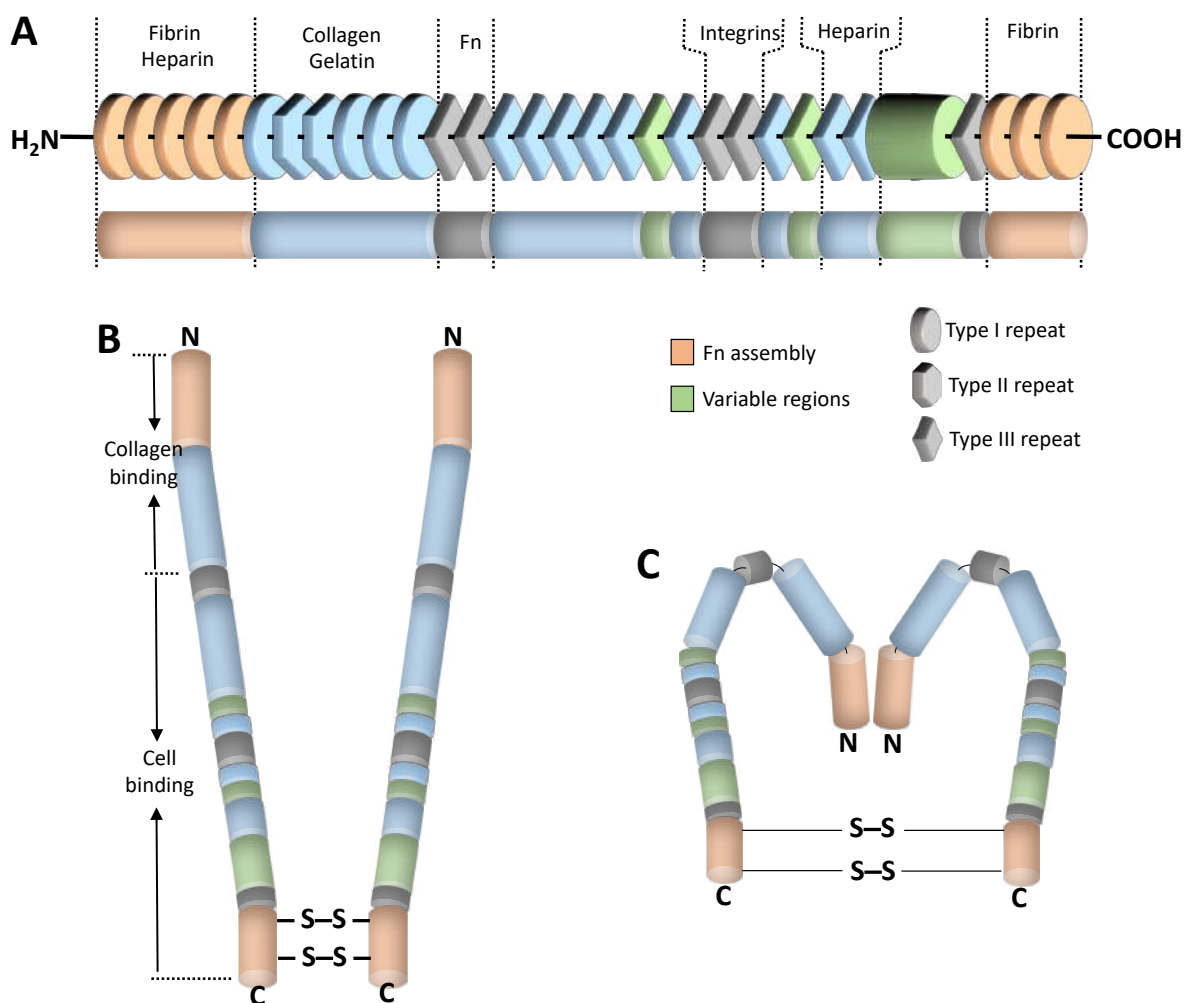 A
Fibrin
Heparin
Collagen
Gelatin
Fn
Integrins
Heparin
Fibrin
H₂N
COOH
B
N
N
Collagen
binding
Cell
binding
S–S
S–S
C
C
Fn assembly
Variable regions
Type I repeat
Type II repeat
Type III repeat
C
N
N
S–S
S–S
C
C